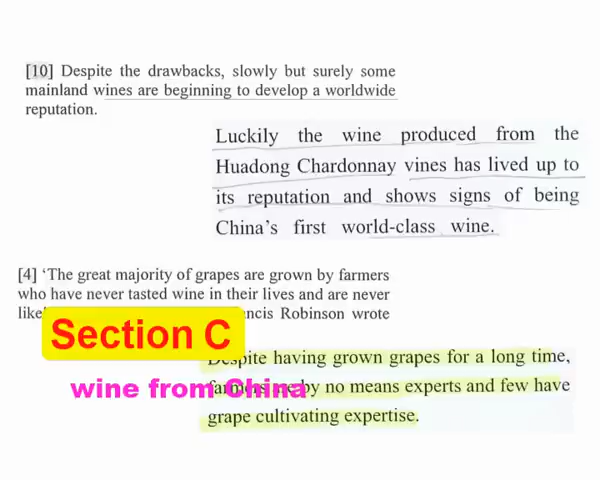 [10] Despite the drawbacks, slowly but surely some
mainland wines are beginning to develop a worldwide
reputation.
Luckily the wine produced from the
Huadong Chardonnay vines has lived up to
its reputation and shows signs of being
China's first world-class wine.
[4] 'The great majority of grapes are grown by farmers
who have never tasted wine in their lives and are never
Robinson wrote
Section C
Despite having grown grapes for a long time,
wine from China
by no means experts and few have
grape cultivating expertise.